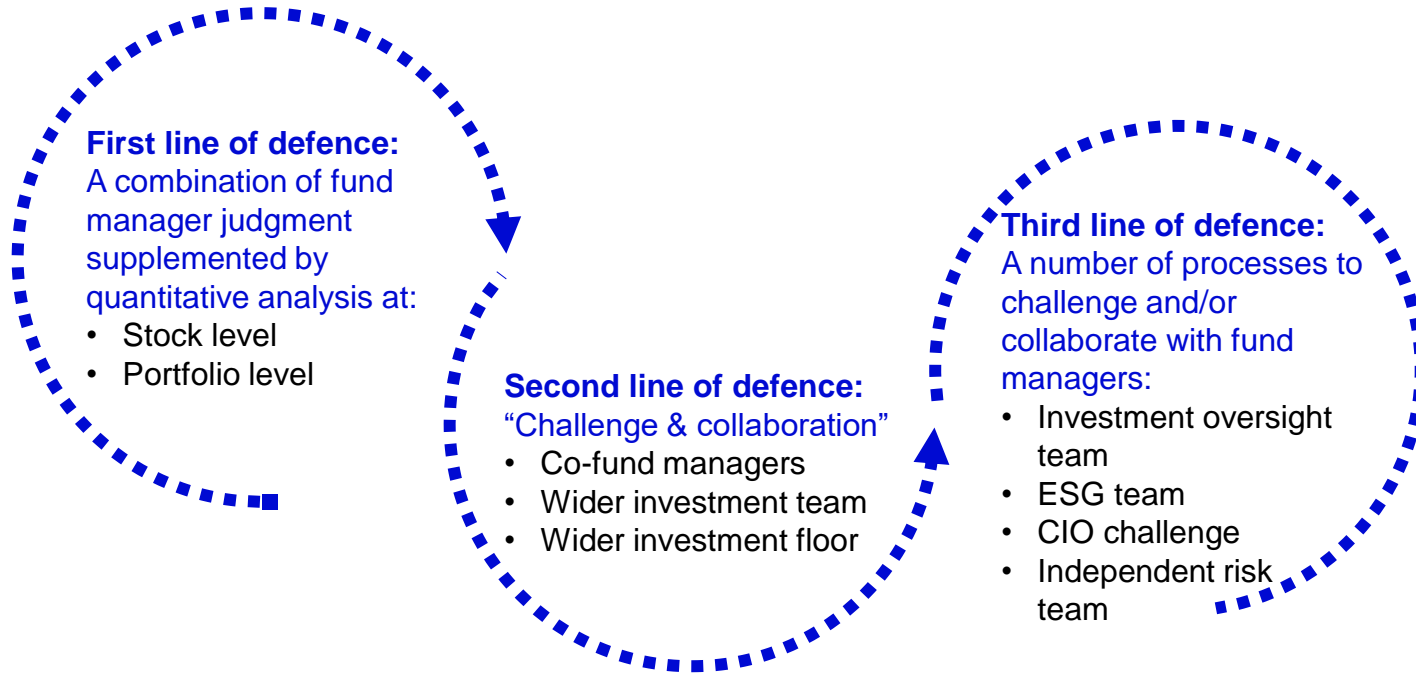 First line of defence:
A combination of fund
manager judgment
supplemented by
quantitative analysis at:
• Stock level
• Portfolio level
Second line of defence:
“Challenge & collaboration”
• Co-fund managers
• Wider investment team
• Wider investment floor
Third line of defence:
A number of processes to
challenge and/or
collaborate with fund
managers:
• Investment oversight
team
• ESG team
• CIO challenge
• Independent risk
team